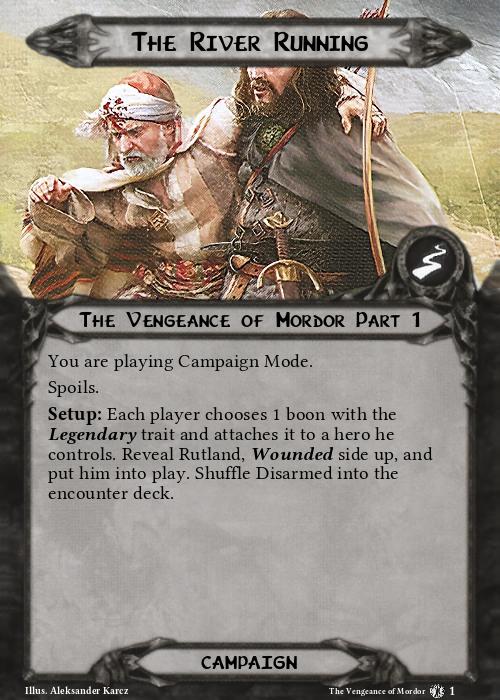 The River Running
The Vengeance of Mordor Part 1
You are playing Campaign Mode.
Spoils.
Setup: Each player chooses 1 boon with the
Legendary trait and attaches it to a hero he
controls. Reveal Rutland, Wounded side up, and
put him into play. Shuffle Disarmed into the
encounter deck.
CAMPAIGN
Illus. Aleksander Karcz
The Vengeance of Mordor 1